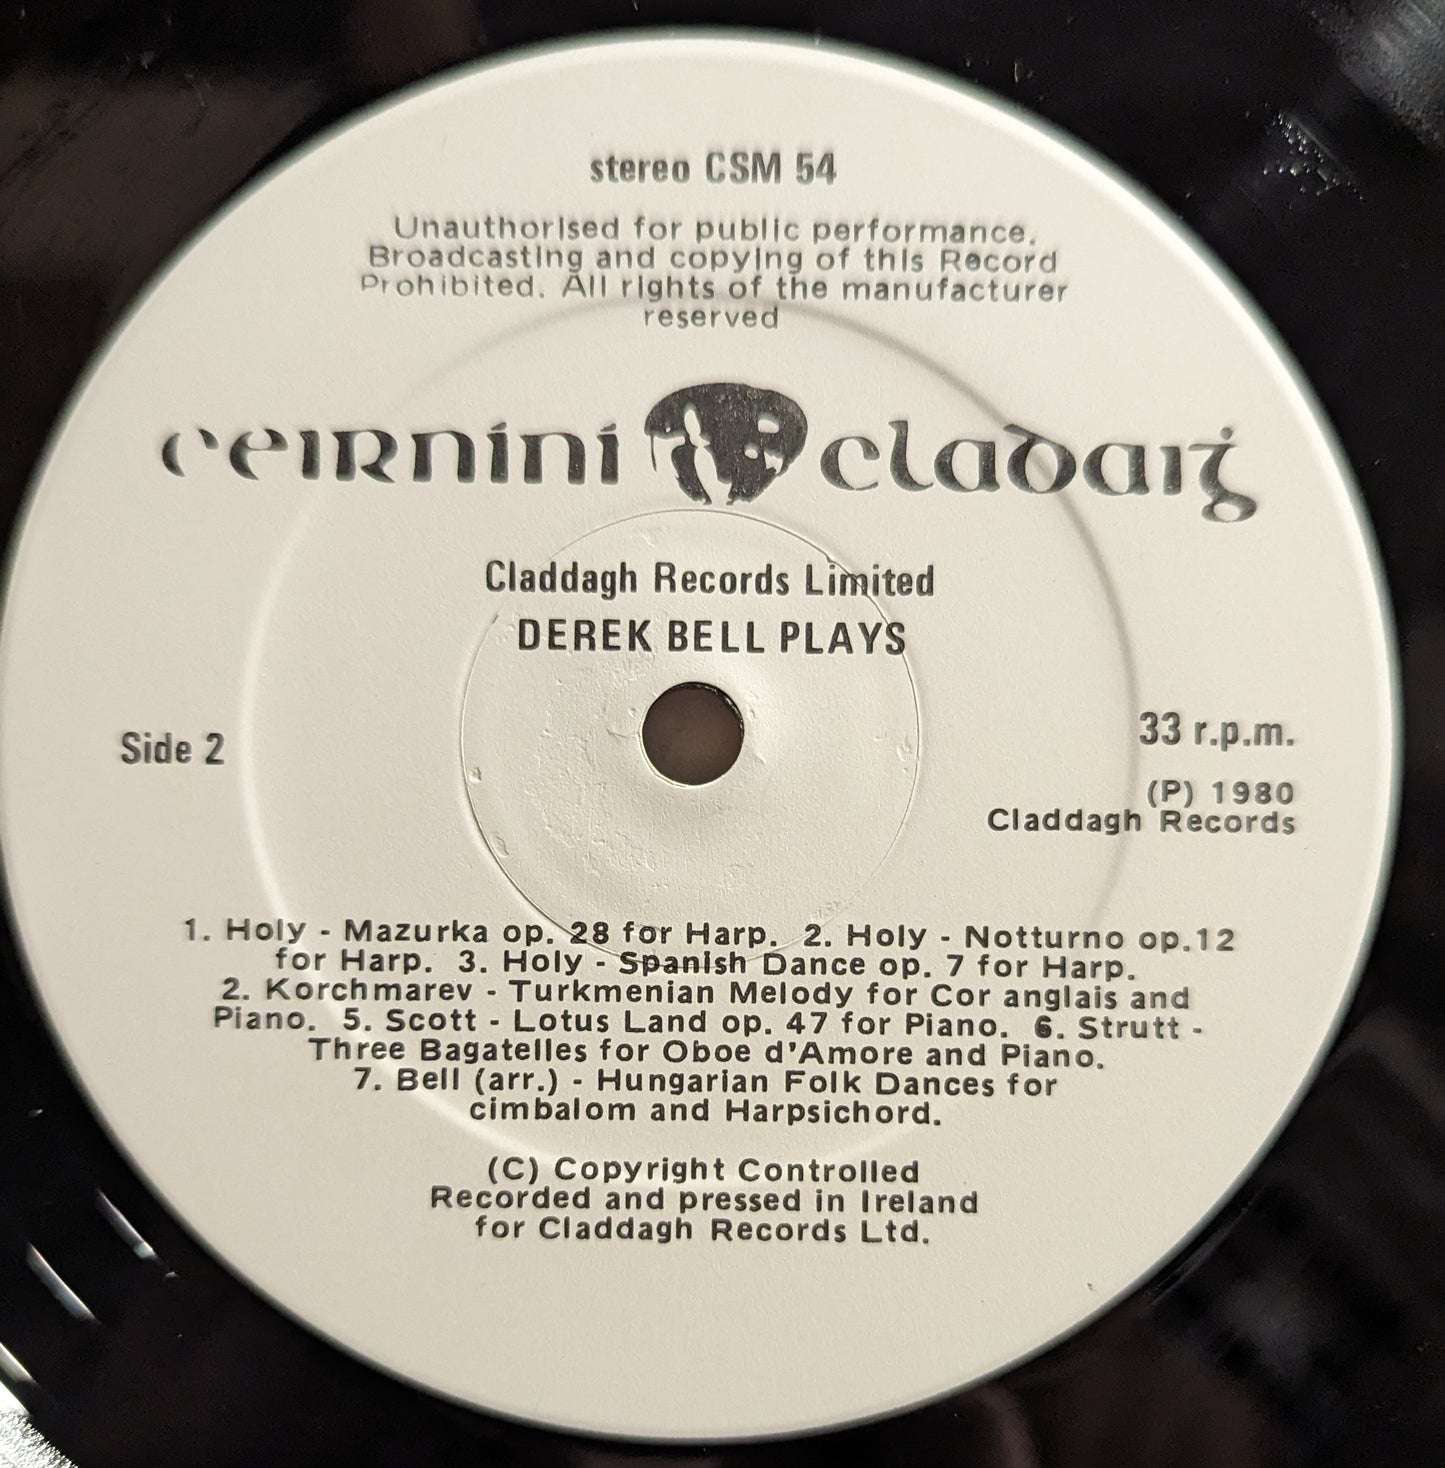 stereo CSM 54
Unauthorised for public performance.
Broadcasting and copying of this Record
Prohibited. All rights of the manufacturer
reserved
ceirníní cladaiġ
Claddagh Records Limited
DEREK BELL PLAYS
Side 2
33 r.p.m.
(P) 1980
Claddagh Records
1. Holy - Mazurka op. 28 for Harp. 2. Holy - Notturno op.12
for Harp. 3. Holy - Spanish Dance op. 7 for Harp.
2. Korchmarev - Turkmenian Melody for Cor anglais and
Piano. 5. Scott - Lotus Land op. 47 for Piano. 6. Strutt -
Three Bagatelles for Oboe d'Amore and Piano.
7. Bell (arr.) - Hungarian Folk Dances for
cimbalom and Harpsichord.
(C) Copyright Controlled
Recorded and pressed in Ireland
for Claddagh Records Ltd.